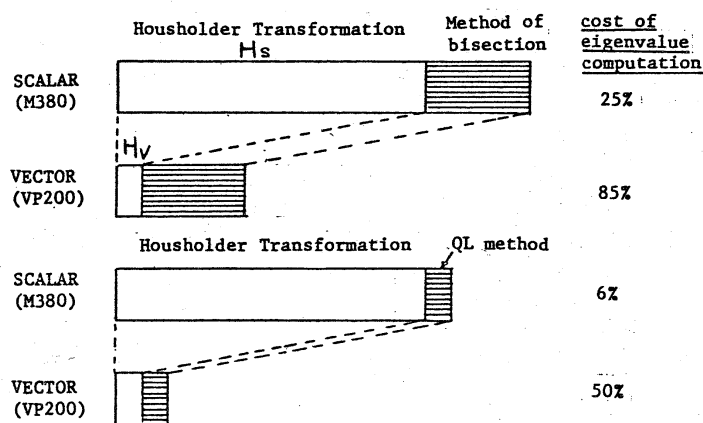 Housholder Transformation
Hs
Method of
bisection
cost of
eigenvalue
computation
SCALAR
(M380)
25%
Hv
VECTOR
(VP200)
85%
Housholder Transformation
QL method
SCALAR
(M380)
6%
VECTOR
(VP200)
50%